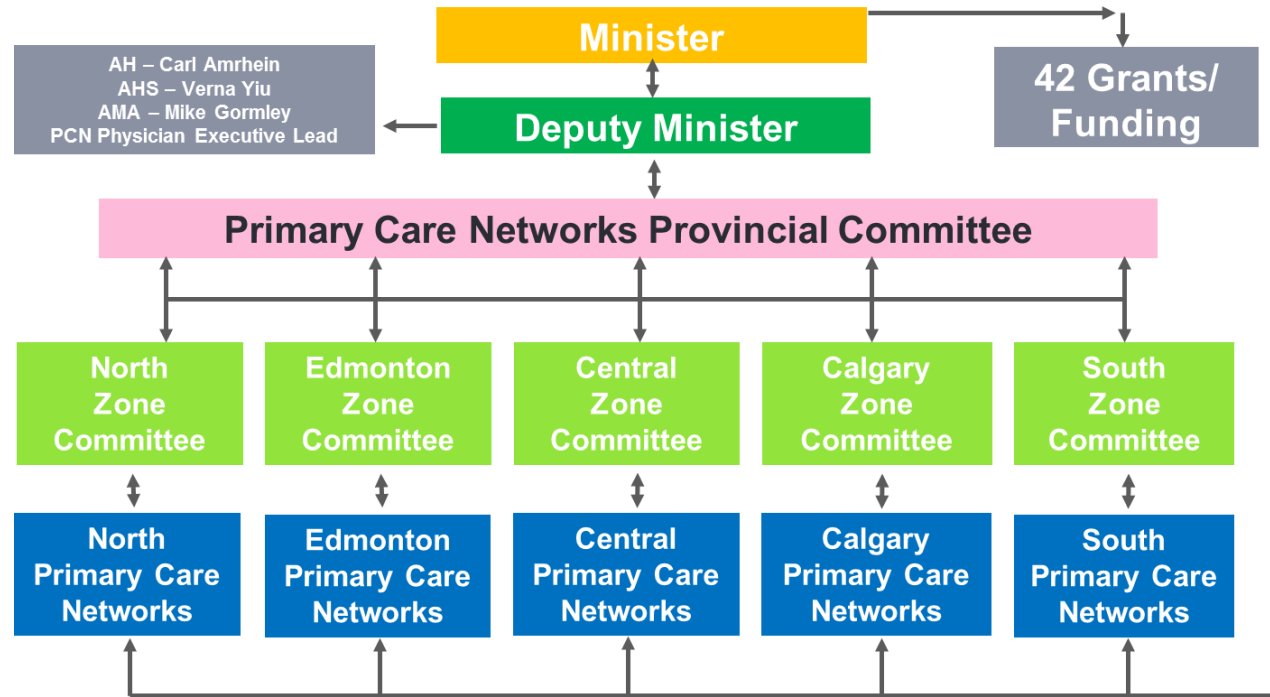 Minister
AH – Carl Amrhein
AHS – Verna Yiu
AMA – Mike Gormley
PCN Physician Executive Lead
42 Grants/
Funding
Deputy Minister
Primary Care Networks Provincial Committee
North
Zone
Committee
Edmonton
Zone
Committee
Central
Zone
Committee
Calgary
Zone
Committee
South
Zone
Committee
North
Primary Care
Networks
Edmonton
Primary Care
Networks
Central
Primary Care
Networks
Calgary
Primary Care
Networks
South
Primary Care
Networks